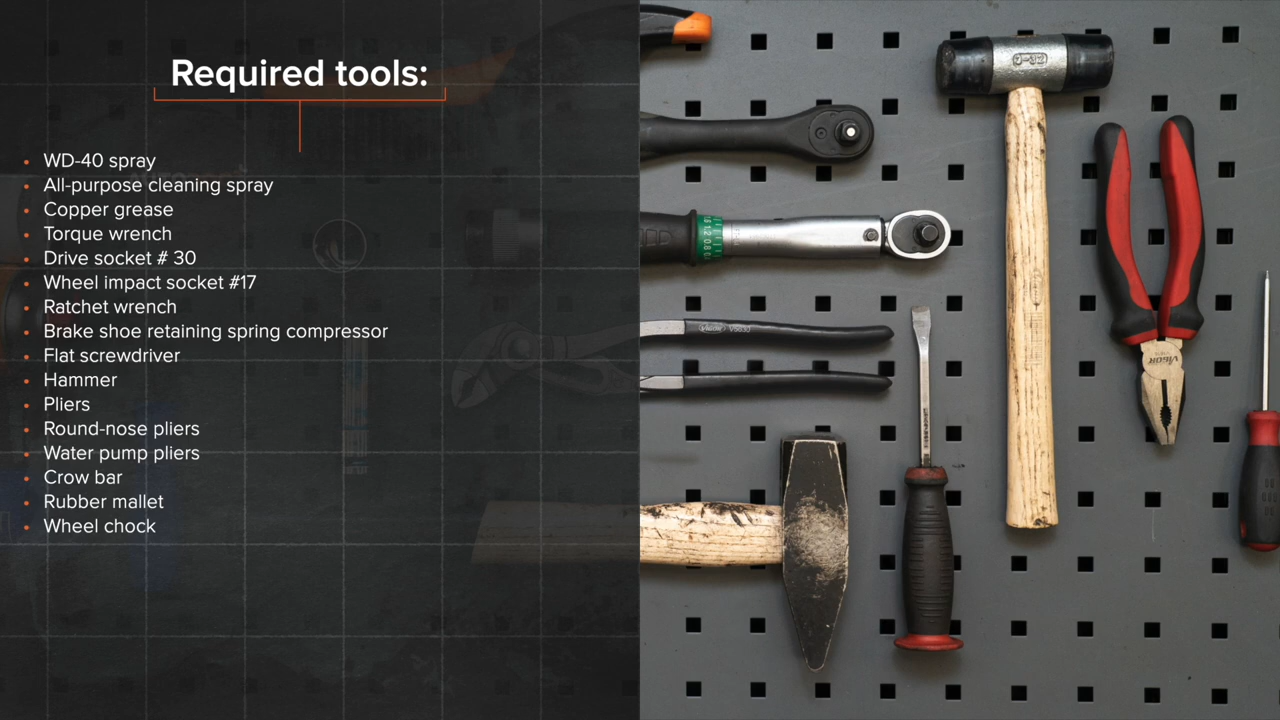 Required tools:
• WD-40 spray
• All-purpose cleaning spray
• Copper grease
• Torque wrench
• Drive socket # 30
• Wheel impact socket #17
• Ratchet wrench
• Brake shoe retaining spring compressor
• Flat screwdriver
• Hammer
• Pliers
• Round-nose pliers
• Water pump pliers
• Crow bar
• Rubber mallet
• Wheel chock
VIGOR